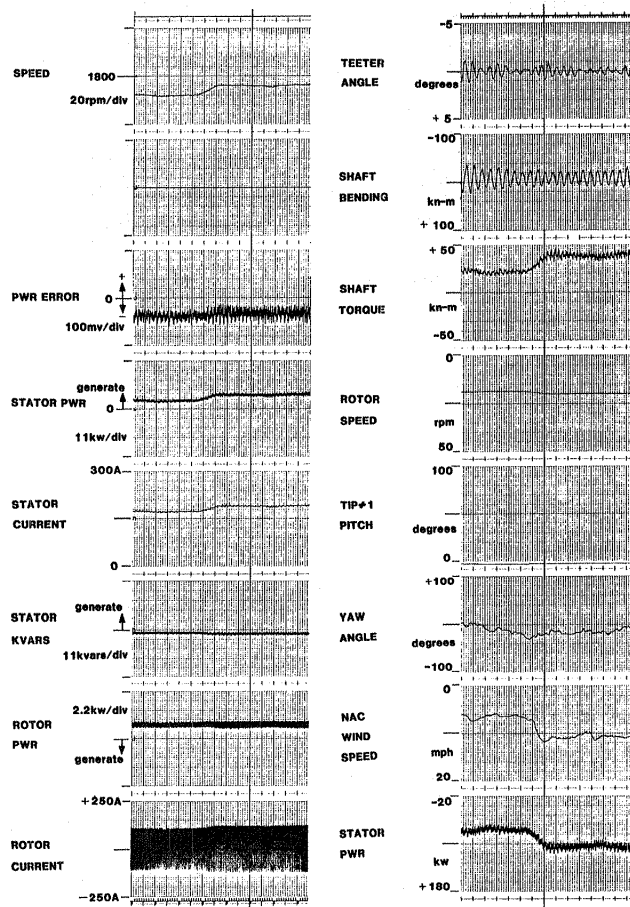 SPEED
1800
20rpm/div
PWR ERROR
+
0
100mv/div
generate
STATOR PWR
0
11kw/div
300A
STATOR
CURRENT
0
generate
STATOR
KVARS
11kvars/div
2.2kw/div
ROTOR
PWR
generate
+250A
ROTOR
CURRENT
-250A
-5
TEETER
ANGLE
degrees
+5
-100
SHAFT
BENDING
kn-m
+100
+50
SHAFT
TORQUE
kn-m
-50
0
ROTOR
SPEED
rpm
50
100
TIP#1
PITCH
degrees
0
+100
YAW
ANGLE
degrees
-100
0
NAC
WIND
SPEED
mph
20
-20
STATOR
PWR
kw
+180